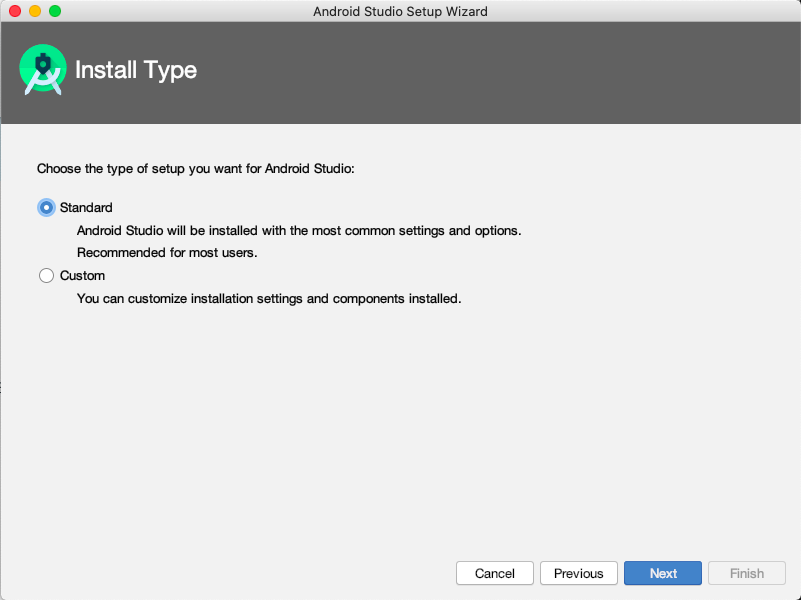 Android Studio Setup Wizard
Install Type
Choose the type of setup you want for Android Studio:
Standard
Android Studio will be installed with the most common settings and options.
Recommended for most users.
Custom
You can customize installation settings and components installed.
Cancel
Previous
Next
Finish